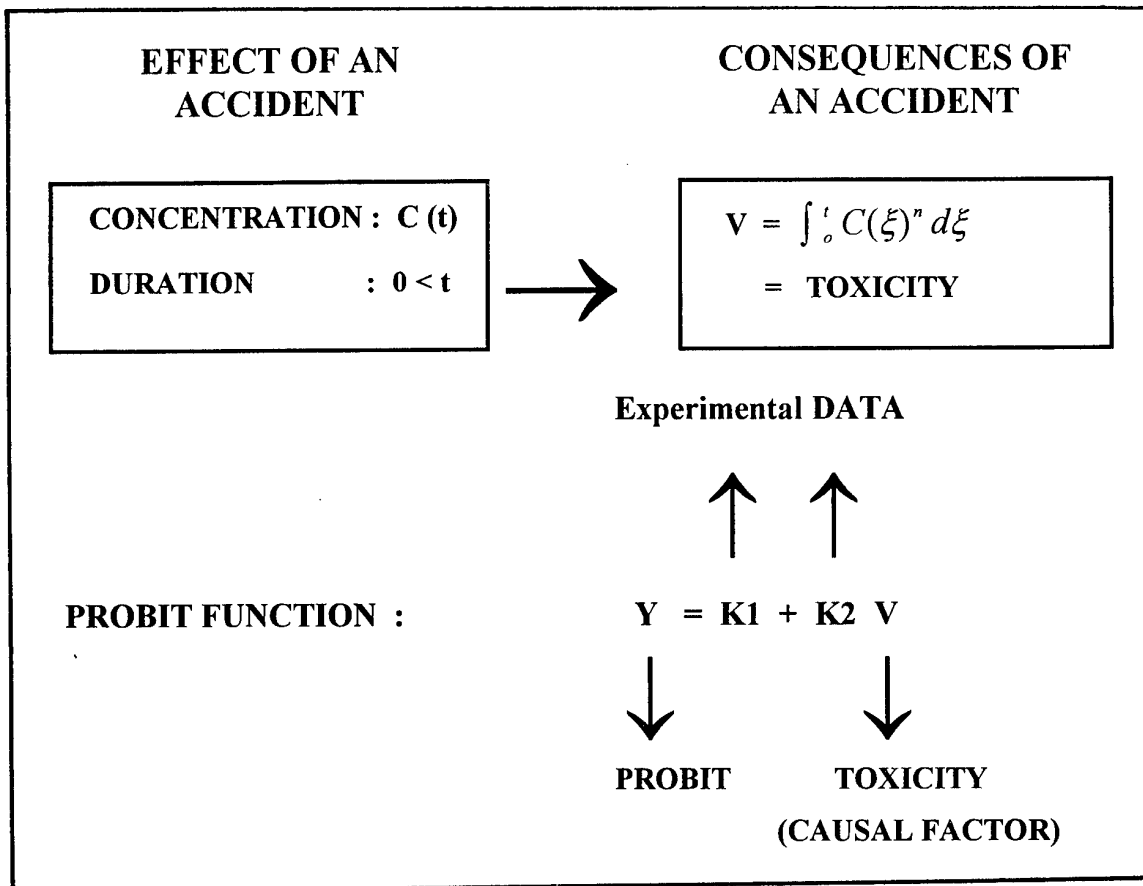 EFFECT OF AN
ACCIDENT
CONSEQUENCES OF
AN ACCIDENT
CONCENTRATION : C (t)
DURATION : 0 < t
V = ∫ₒᵗ C(ξ)ⁿ dξ
= TOXICITY
Experimental DATA
PROBIT FUNCTION : Y = K1 + K2 V
PROBIT TOXICITY
(CAUSAL FACTOR)